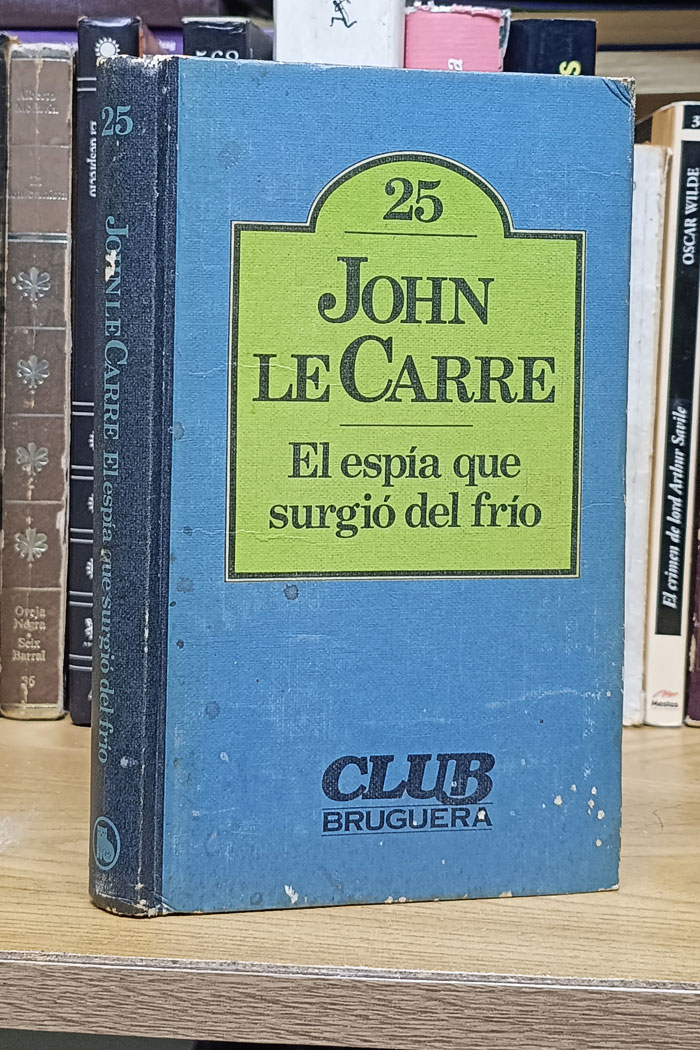 25
JOHN
LE CARRE
El espía que
surgió del frío
CLUB
BRUGUERA
25
JOHN LE CARRE El espía que surgió del frío
Oveja
Negra
Seix
Barral
OSCAR WILDE
El crimen de lord Arthur Savile